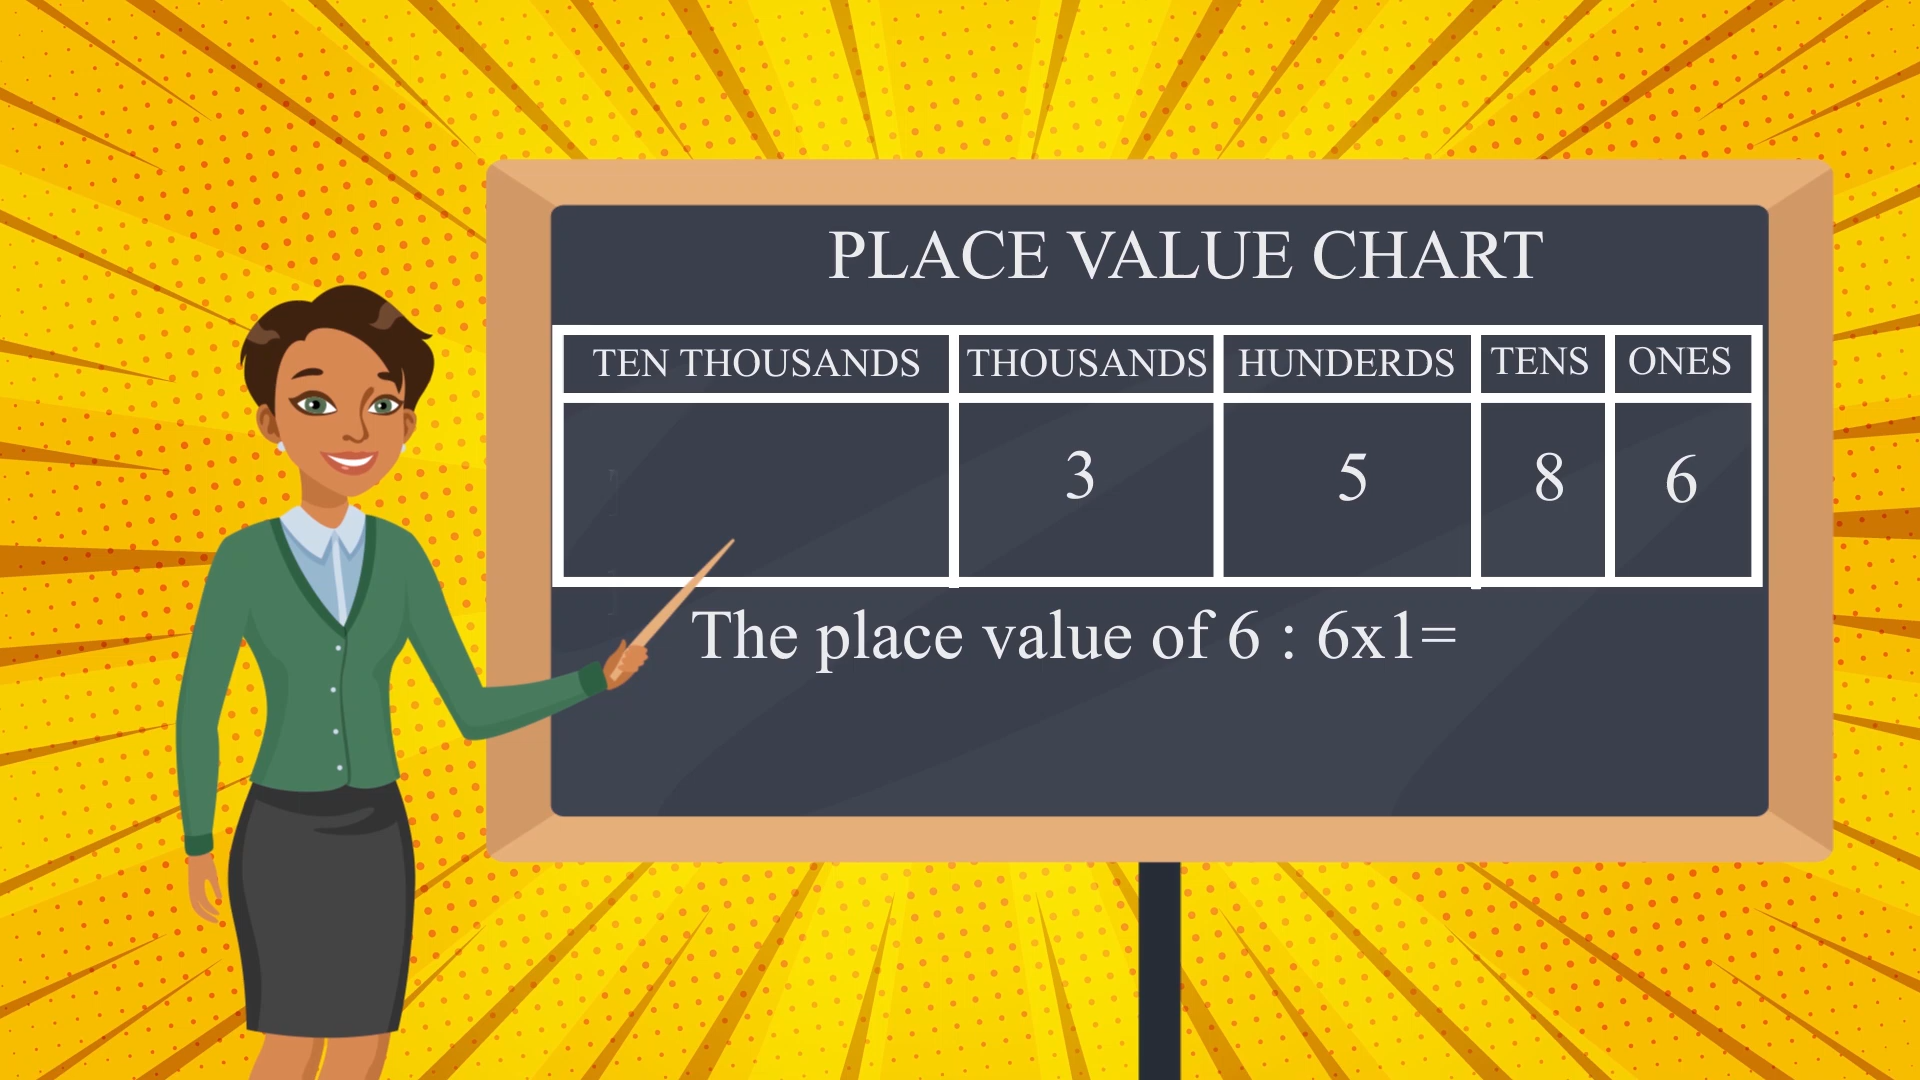 PLACE VALUE CHART
TEN THOUSANDS THOUSANDS HUNDERDS TENS ONES
3 5 8 6
The place value of 6 : 6x1=